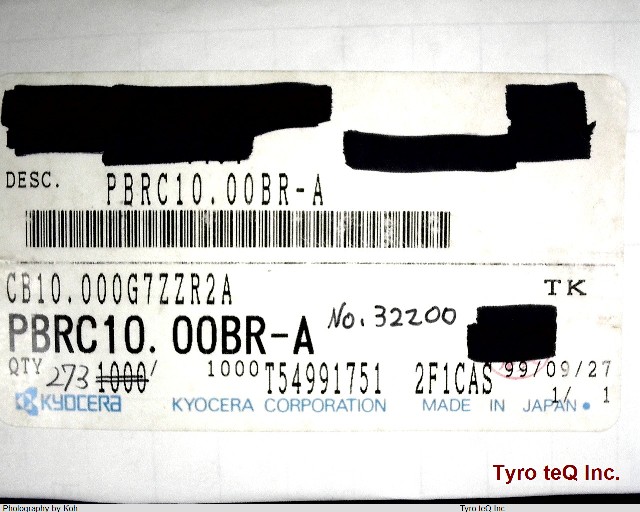 DESC. PBRC10.00BR-A
CB10.000G7ZZR2A TK
PBRC10.00BR-A No. 32200
QTY 273 1000 1000 T54991751 2F1CAS 99/09/27
1/ 1
KYOCERA KYOCERA CORPORATION MADE IN JAPAN
Tyro teQ Inc.
Photography by Koh Tyro teQ Inc